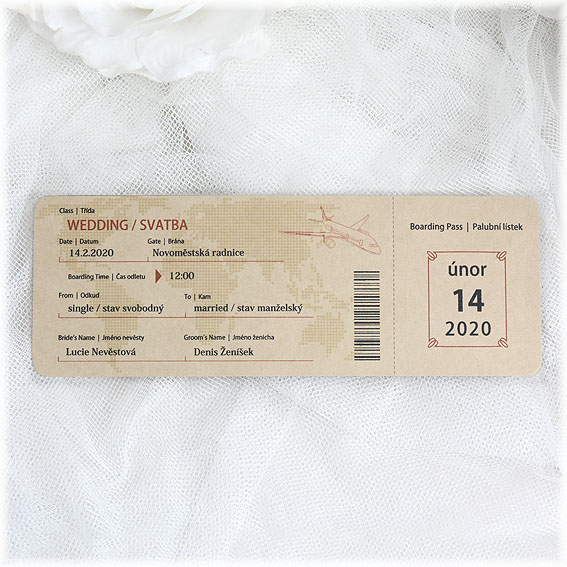 Class | Třída
WEDDING / SVATBA
Date | Datum
Gate | Brána
14.2.2020
Novoměstská radnice
Boarding Time | Čas odletu
12:00
From | Odkud
To | Kam
single / stav svobodný
married / stav manželský
Bride's Name | Jméno nevěsty
Groom's Name | Jméno ženicha
Lucie Nevěstová
Denis Ženíšek
Boarding Pass | Palubní lístek
únor
14
2020